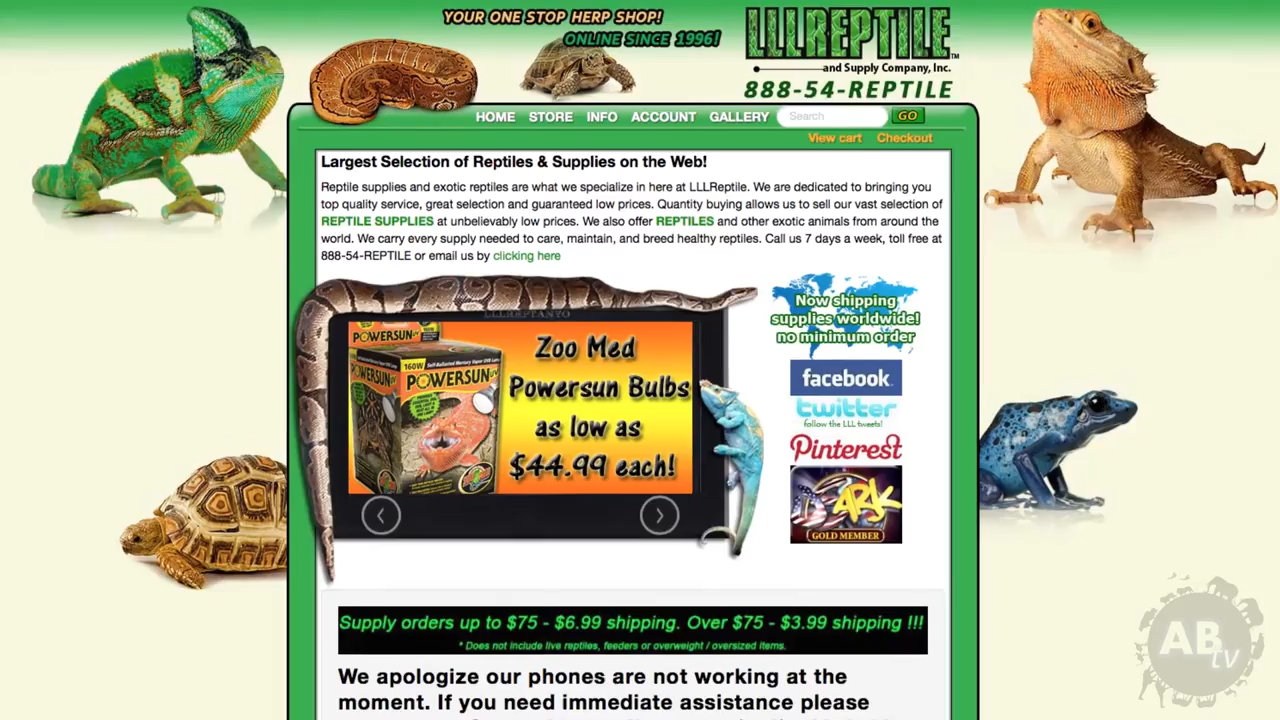 YOUR ONE STOP HERP SHOP!
ONLINE SINCE 1996!
LLLREPTILE™
and Supply Company, Inc.
888-54-REPTILE
HOME STORE INFO ACCOUNT GALLERY Search GO
View cart Checkout
Largest Selection of Reptiles & Supplies on the Web!
Reptile supplies and exotic reptiles are what we specialize in here at LLLReptile. We are dedicated to bringing you
top quality service, great selection and guaranteed low prices. Quantity buying allows us to sell our vast selection of
REPTILE SUPPLIES at unbelievably low prices. We also offer REPTILES and other exotic animals from around the
world. We carry every supply needed to care, maintain, and breed healthy reptiles. Call us 7 days a week, toll free at
888-54-REPTILE or email us by clicking here
LLLREPTANYO
POWERSUN UV
160W
POWERSUN UV
Zoo Med
Powersun Bulbs
as low as
$44.99 each!
Now shipping
supplies worldwide!
no minimum order
facebook
twitter
follow the LLL tweets!
Pinterest
ARK
GOLD MEMBER
Supply orders up to $75 - $6.99 shipping. Over $75 - $3.99 shipping !!!
* Does not include live reptiles, feeders or overweight / oversized items.
We apologize our phones are not working at the
moment. If you need immediate assistance please
AB
tv